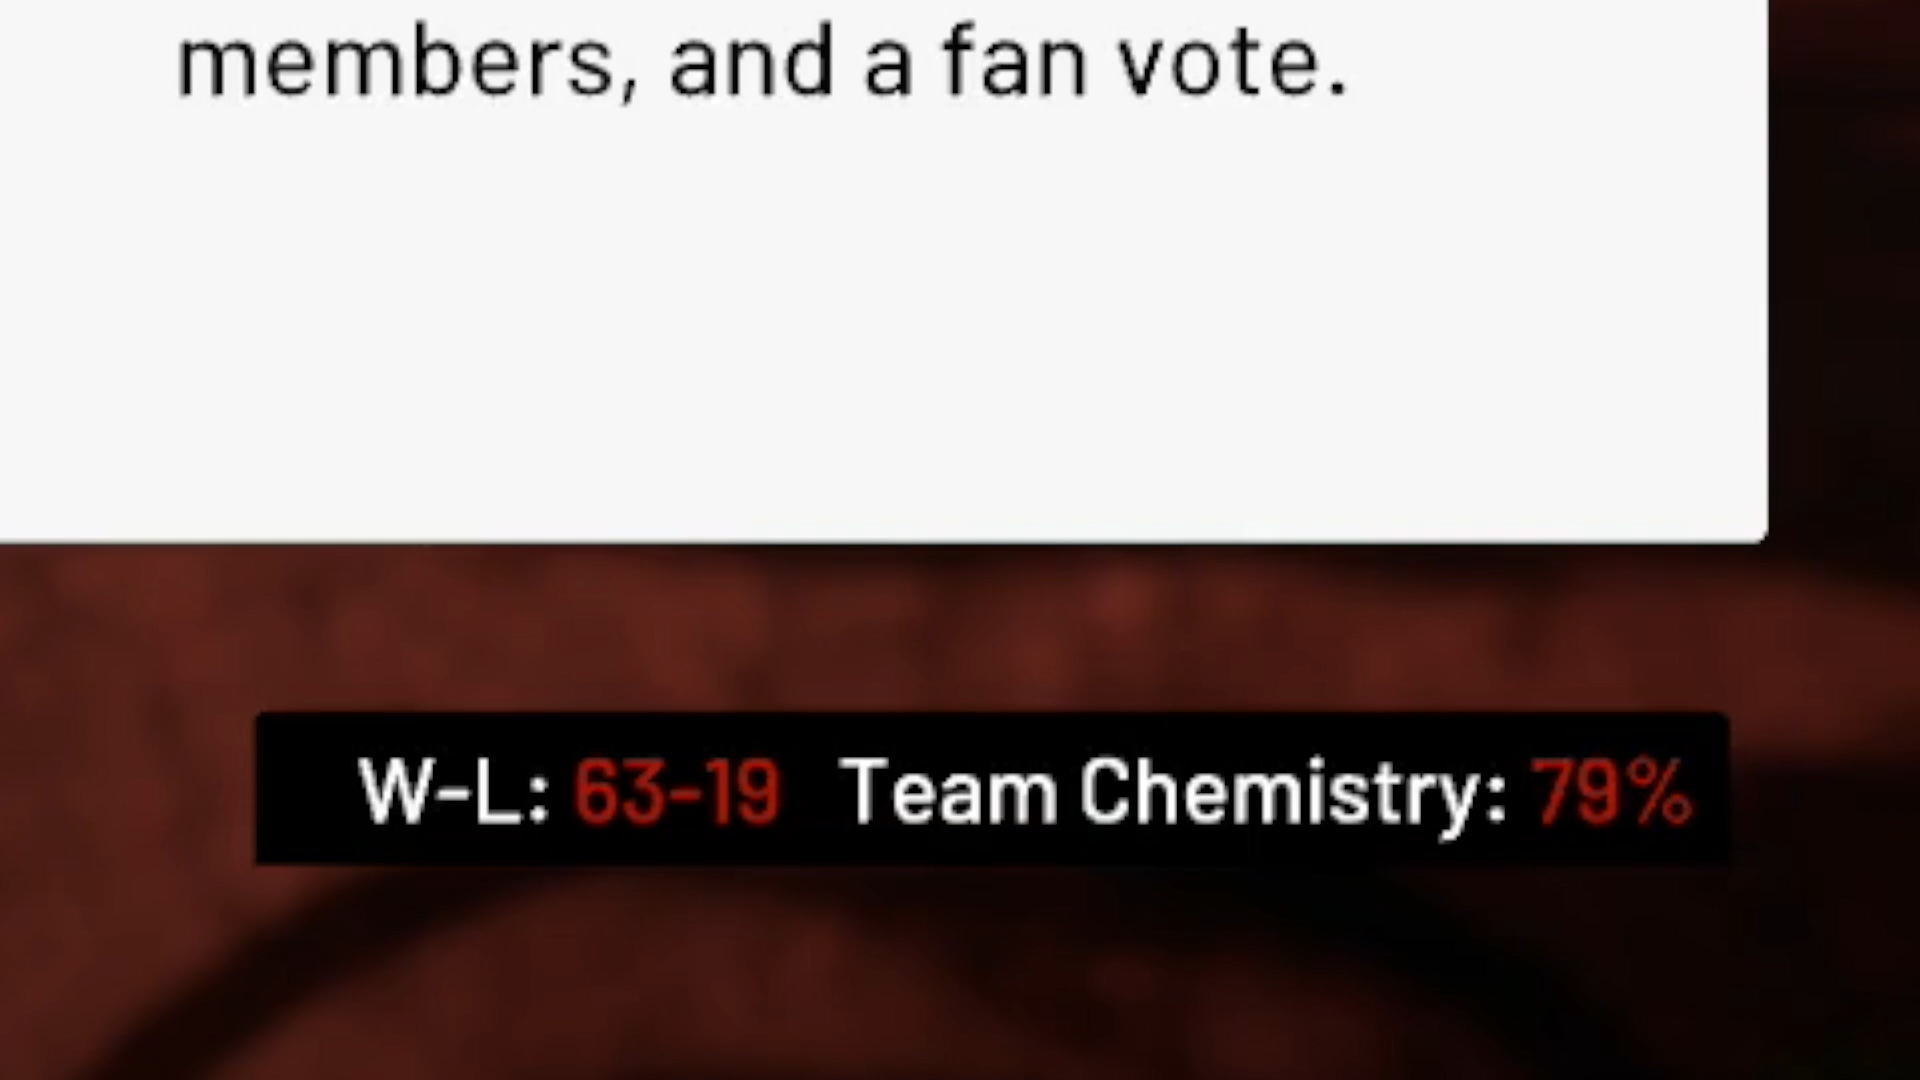 members, and a fan vote.
W-L: 63-19 Team Chemistry: 79%